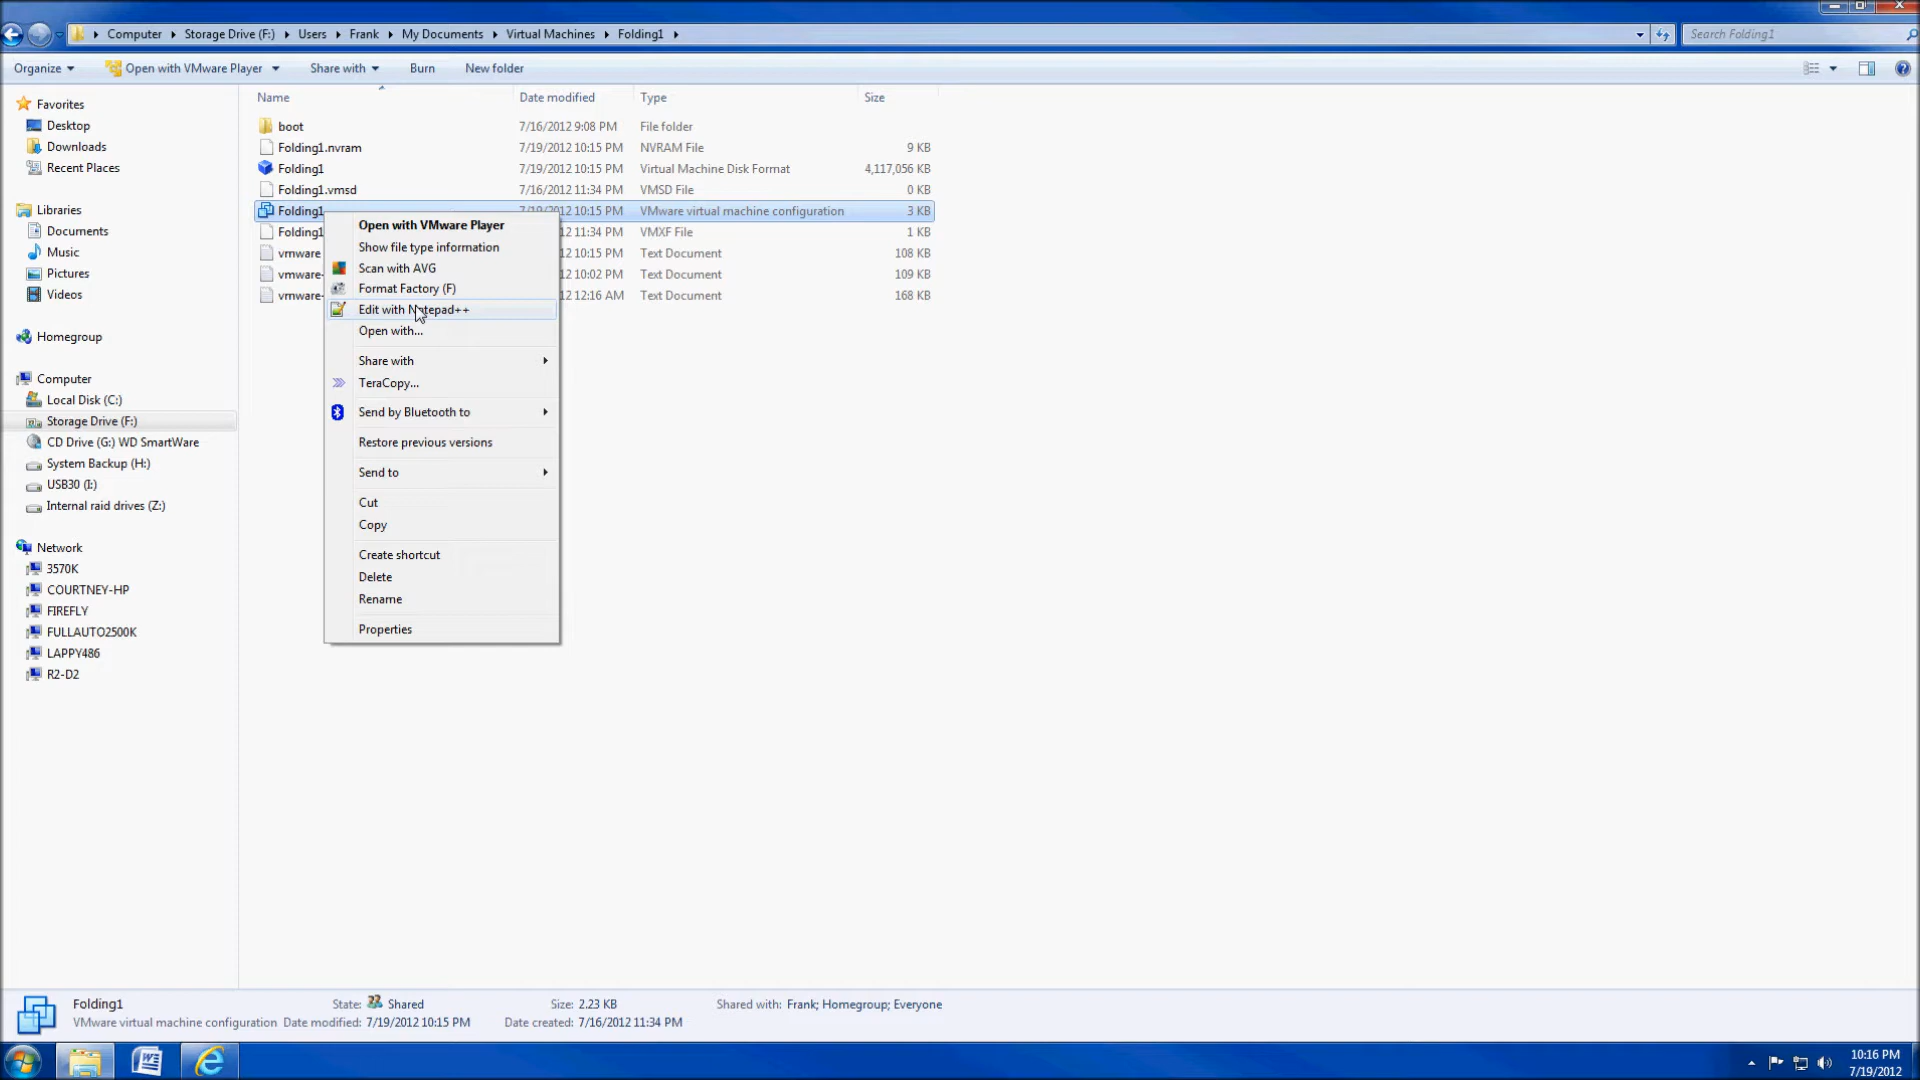 Computer Storage Drive (F:) Users Frank My Documents Virtual Machines Folding1
Search Folding1
Organize Open with VMware Player Share with Burn New folder
Name Date modified Type Size
Favorites
Desktop
Downloads
Recent Places
Libraries
Documents
Music
Pictures
Videos
Homegroup
Computer
Local Disk (C:)
Storage Drive (F:)
CD Drive (G:) WD SmartWare
System Backup (H:)
USB30 (I:)
Internal raid drives (Z:)
Network
3570K
COURTNEY-HP
FIREFLY
FULLAUTO2500K
LAPPY486
R2-D2
boot 7/16/2012 9:08 PM File folder
Folding1.nvram 7/19/2012 10:15 PM NVRAM File 9 KB
Folding1 7/19/2012 10:15 PM Virtual Machine Disk Format 4,117,056 KB
Folding1.vmsd 7/16/2012 11:34 PM VMSD File 0 KB
Folding1 7/19/2012 10:15 PM VMware virtual machine configuration 3 KB
Folding1 12 11:34 PM VMXF File 1 KB
vmware 12 10:15 PM Text Document 108 KB
vmware- 12 10:02 PM Text Document 109 KB
vmware- 12 12:16 AM Text Document 168 KB
Open with VMware Player
Show file type information
Scan with AVG
Format Factory (F)
Edit with Notepad++
Open with...
Share with
TeraCopy...
Send by Bluetooth to
Restore previous versions
Send to
Cut
Copy
Create shortcut
Delete
Rename
Properties
Folding1 State: Shared Size: 2.23 KB Shared with: Frank; Homegroup; Everyone
VMware virtual machine configuration Date modified: 7/19/2012 10:15 PM Date created: 7/16/2012 11:34 PM
10:16 PM
7/19/2012